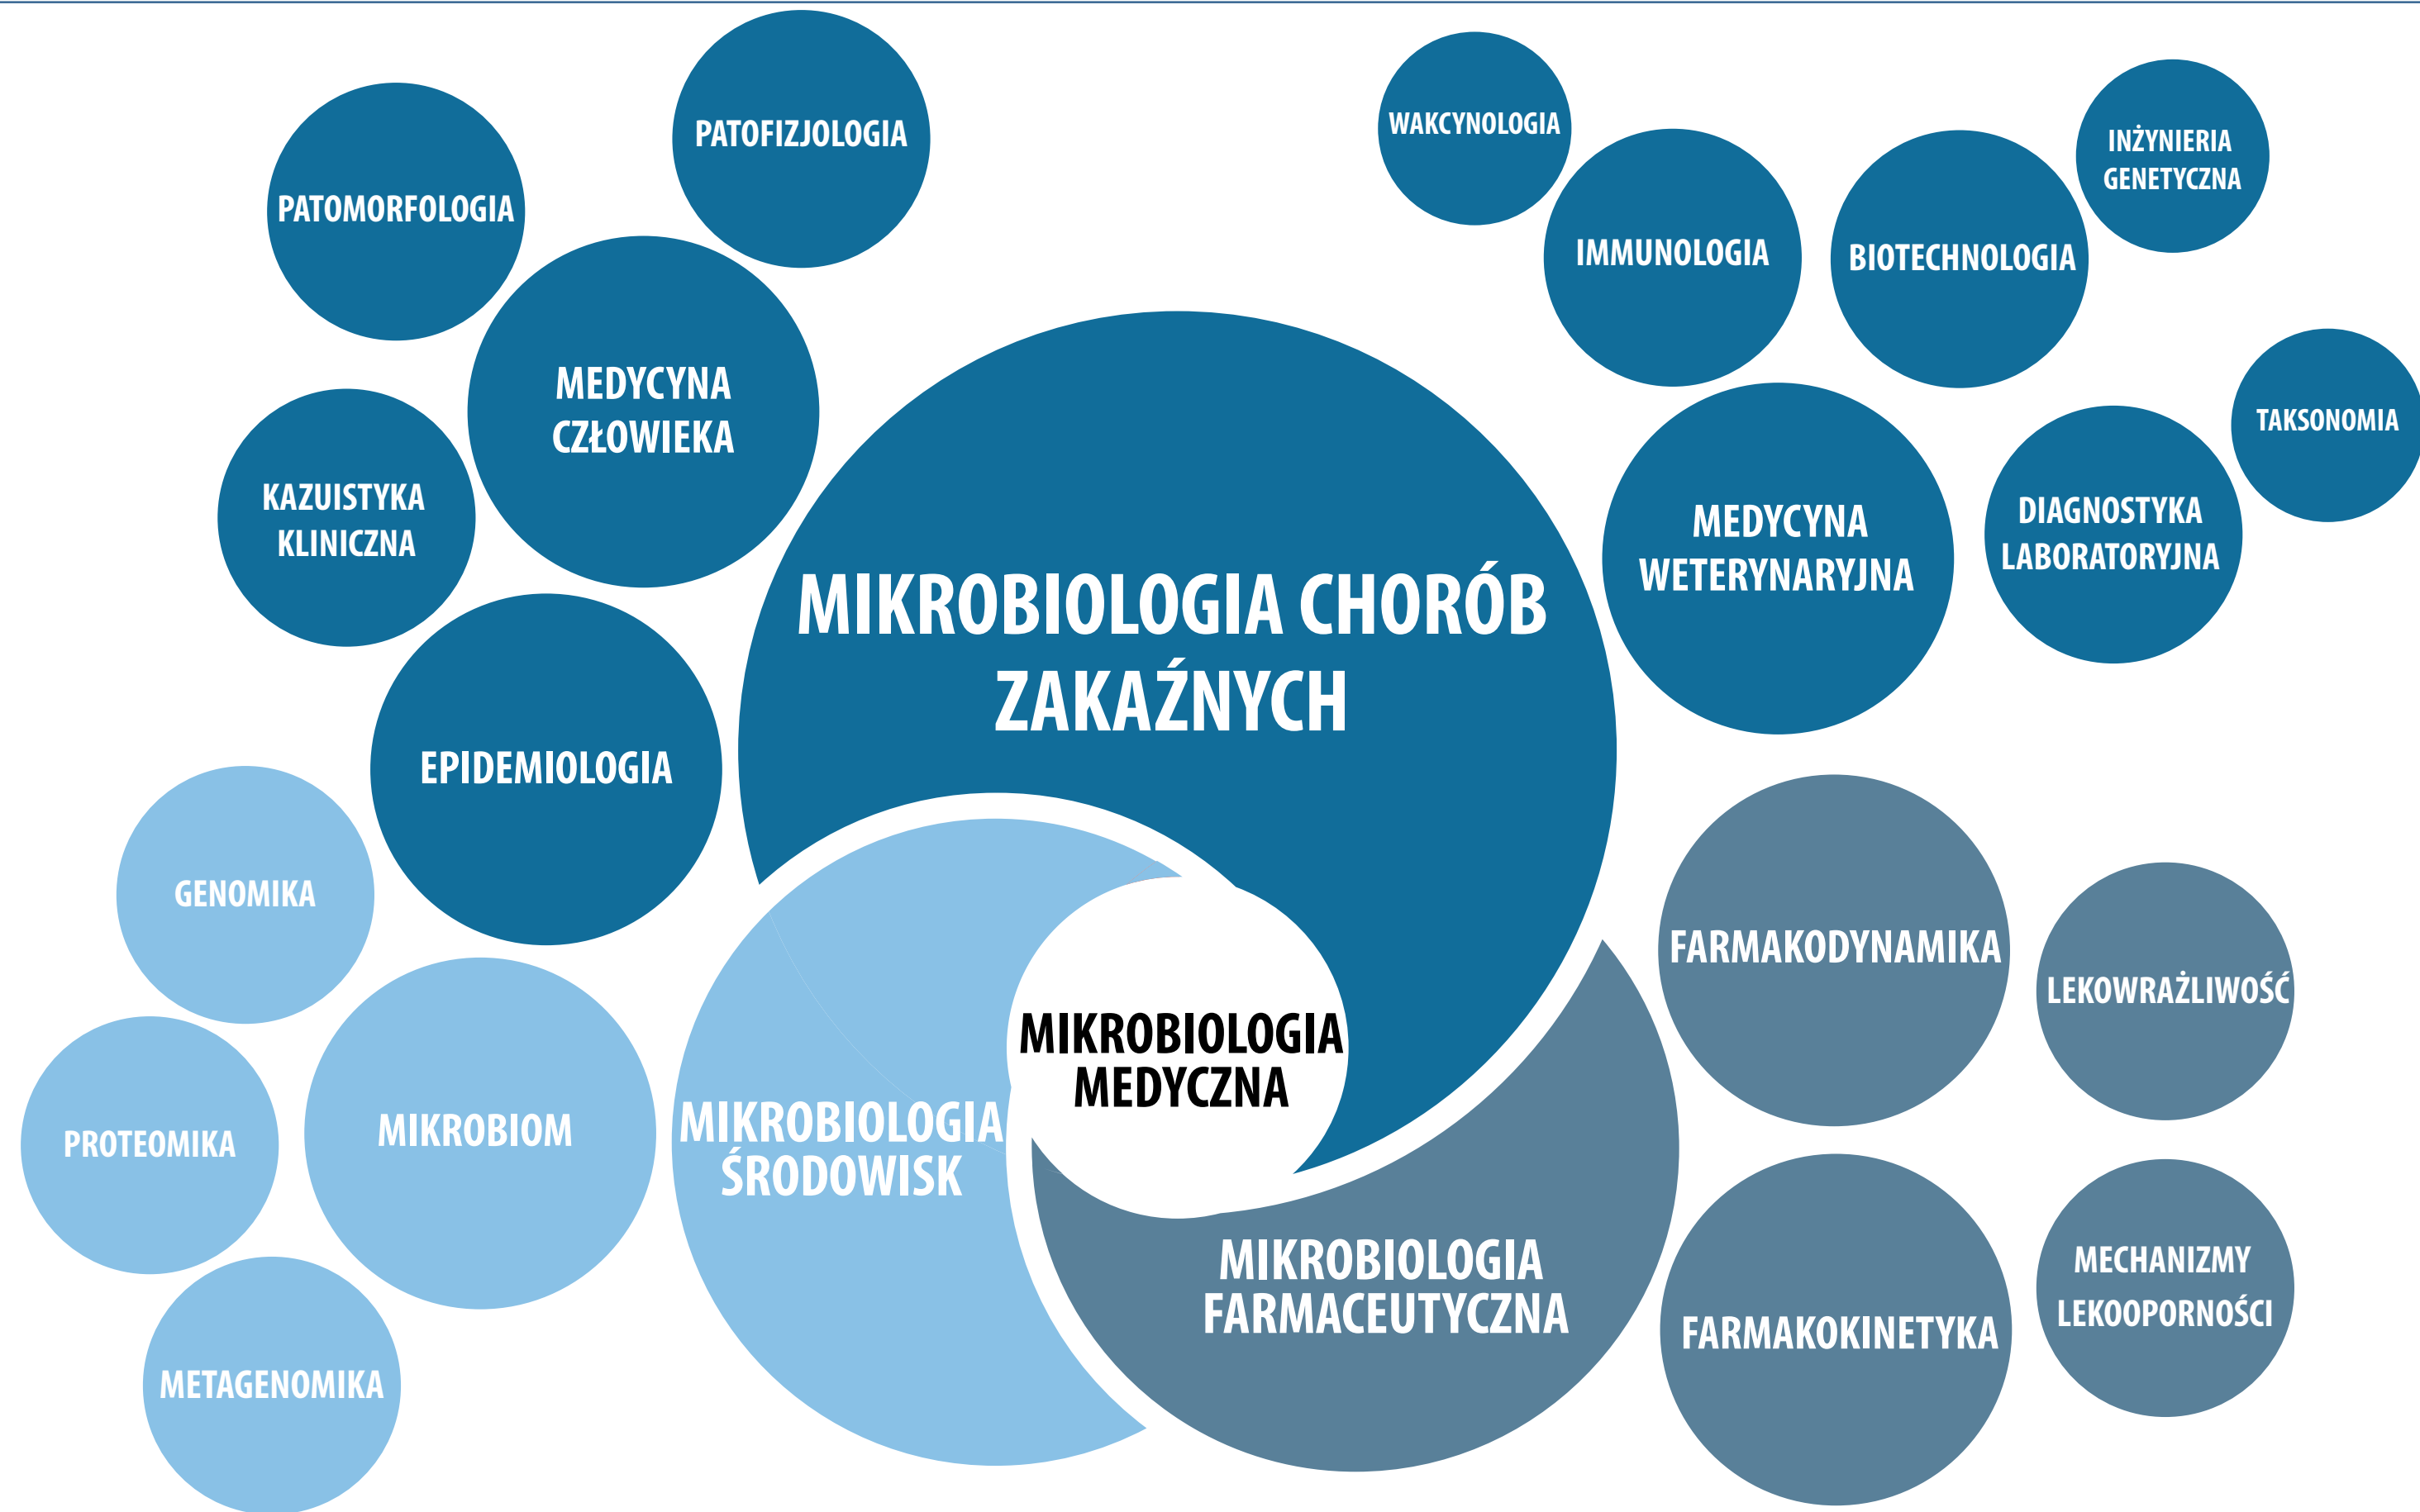 PATOFIZJOLOGIA
PATOMORFOLOGIA
MEDYCYNA
CZŁOWIEKA
KAZUISTYKA
KLINICZNA
EPIDEMIOLOGIA
WAKCYNOLOGIA
IMMUNOLOGIA
BIOTECHNOLOGIA
INŻYNIERIA
GENETYCZNA
TAKSONOMIA
DIAGNOSTYKA
LABORATORYJNA
MEDYCYNA
WETERYNARYJNA
MIKROBIOLOGIA CHORÓB
ZAKAŹNYCH
GENOMIKA
PROTEOMIKA
MIKROBIOM
METAGENOMIKA
MIKROBIOLOGIA
ŚRODOWISK
MIKROBIOLOGIA
MEDYCZNA
MIKROBIOLOGIA
FARMACEUTYCZNA
FARMAKODYNAMIKA
LEKOWRAŻLIWOŚĆ
FARMAKOKINETYKA
MECHANIZMY
LEKOOPORNOŚCI